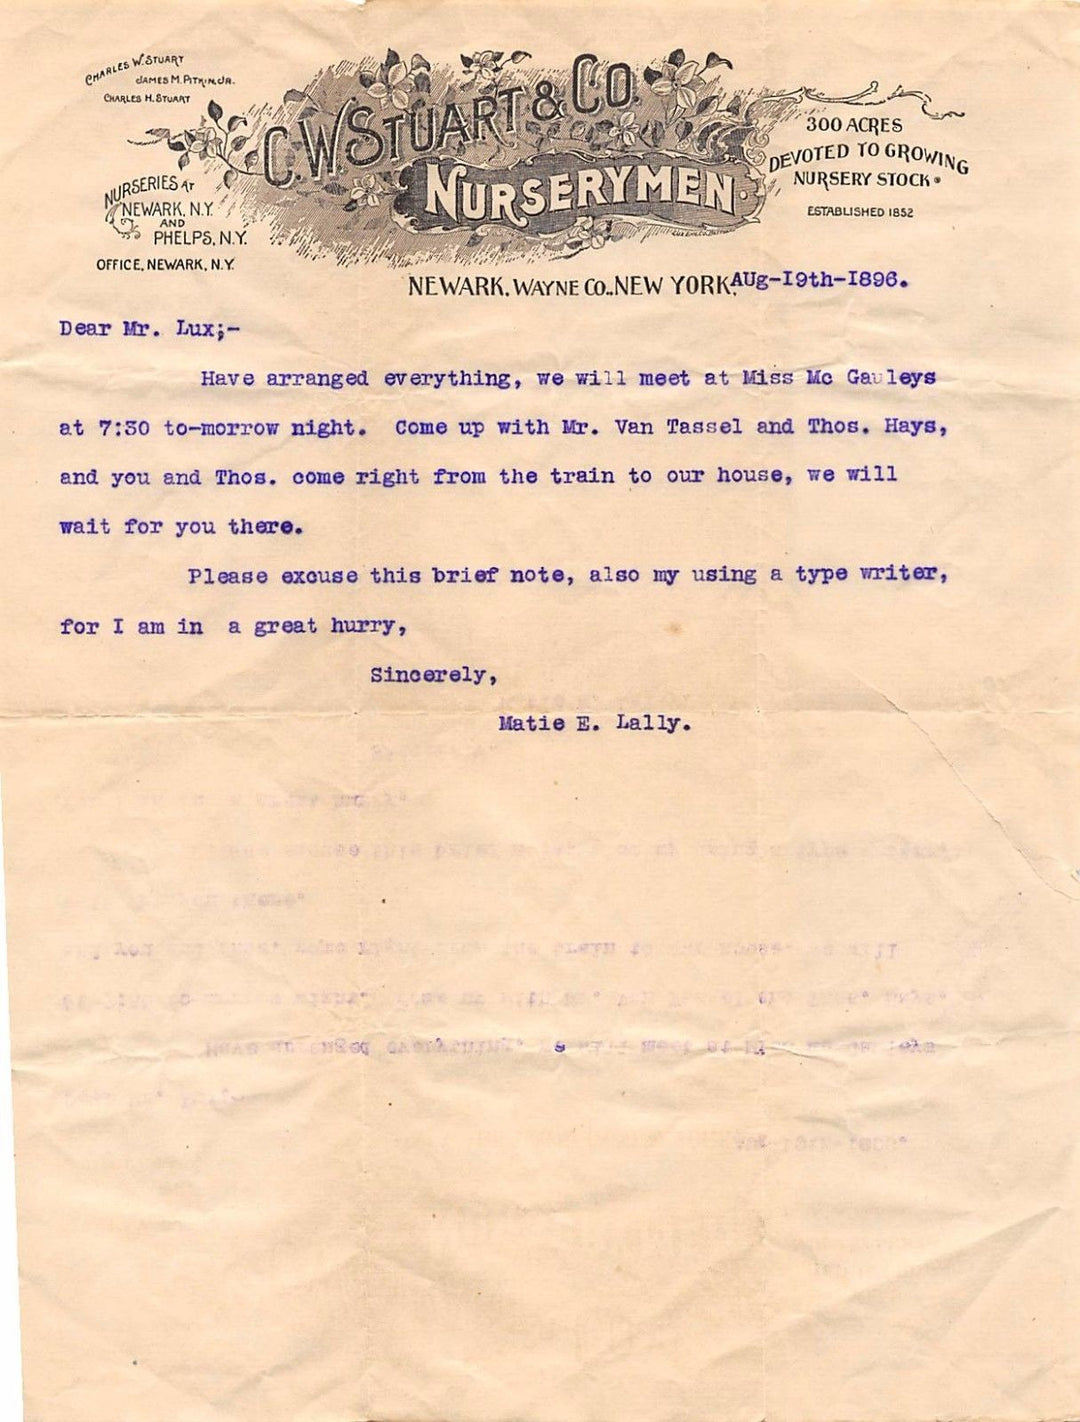 CHARLES W. STUART
JAMES M. PITKIN, JR.
CHARLES H. STUART
C.W. STUART & CO.
NURSERYMEN.
300 ACRES
DEVOTED TO GROWING
NURSERY STOCK.
ESTABLISHED 1852
NURSERIES AT
NEWARK, N.Y.
AND
PHELPS, N.Y.
OFFICE, NEWARK, N.Y.
NEWARK, WAYNE CO., NEW YORK, AUg-I9th-I896.
Dear Mr. Lux;-
Have arranged everything, we will meet at Miss Mc Gauleys
at 7:30 to-morrow night. Come up with Mr. Van Tassel and Thos. Hays,
and you and Thos. come right from the train to our house, we will
wait for you there.
Please excuse this brief note, also my using a type writer,
for I am in a great hurry,
Sincerely,
Matie E. Lally.